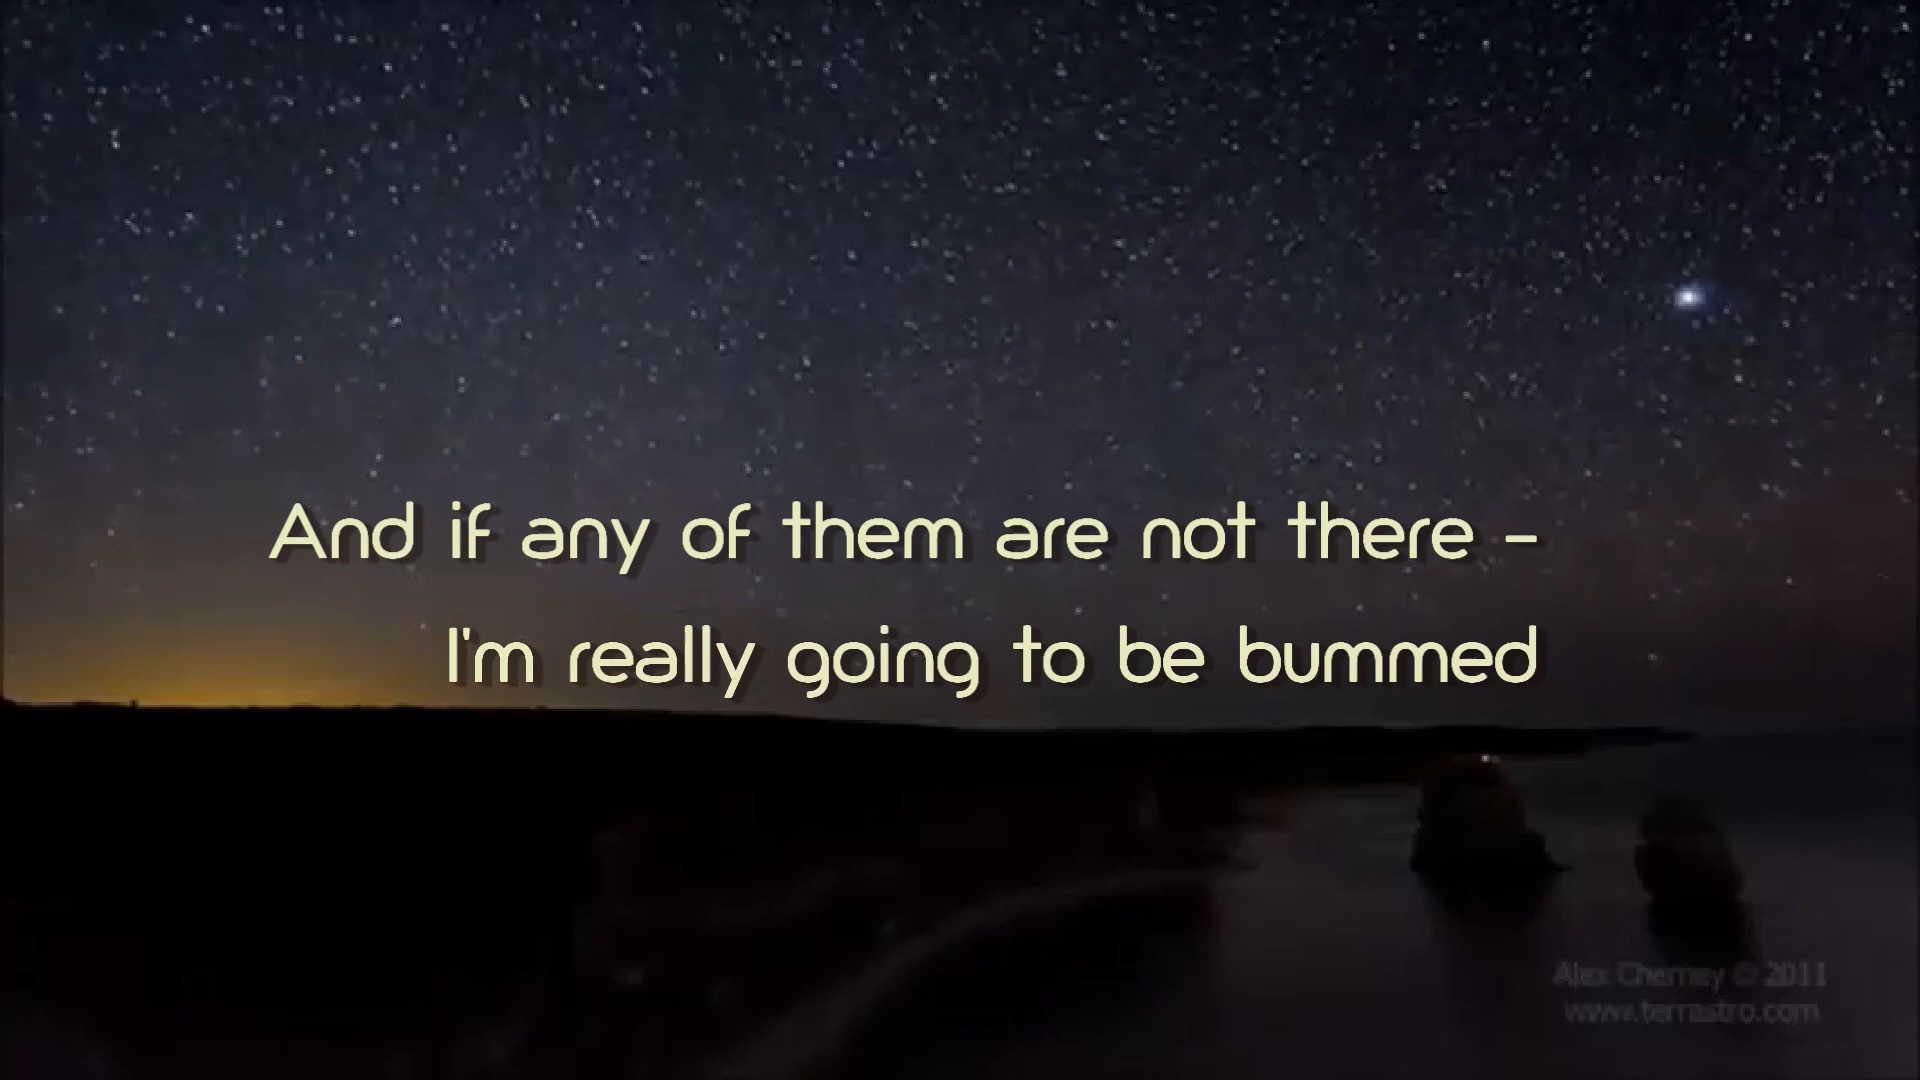 And if any of them are not there -
I'm really going to be bummed
Alex Cherney © 2011
www.terrastro.com